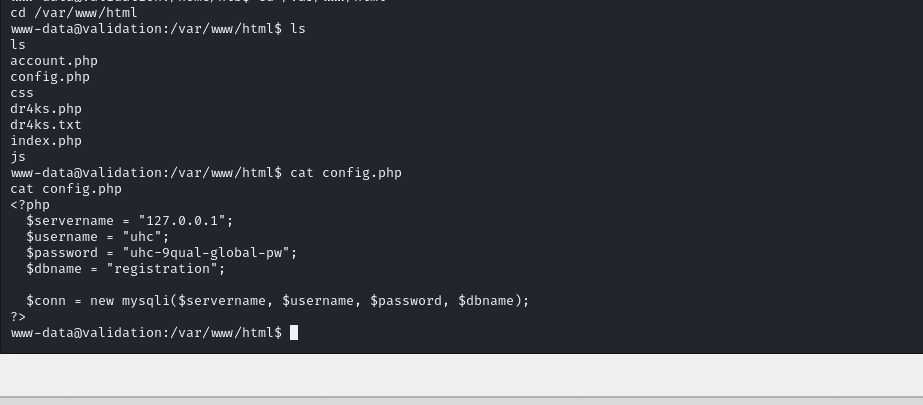 cd /var/www/html
www-data@validation:/var/www/html$ ls
ls
account.php
config.php
css
dr4ks.php
dr4ks.txt
index.php
js
www-data@validation:/var/www/html$ cat config.php
cat config.php
<?php
  $servername = "127.0.0.1";
  $username = "uhc";
  $password = "uhc-9qual-global-pw";
  $dbname = "registration";

  $conn = new mysqli($servername, $username, $password, $dbname);
?>
www-data@validation:/var/www/html$